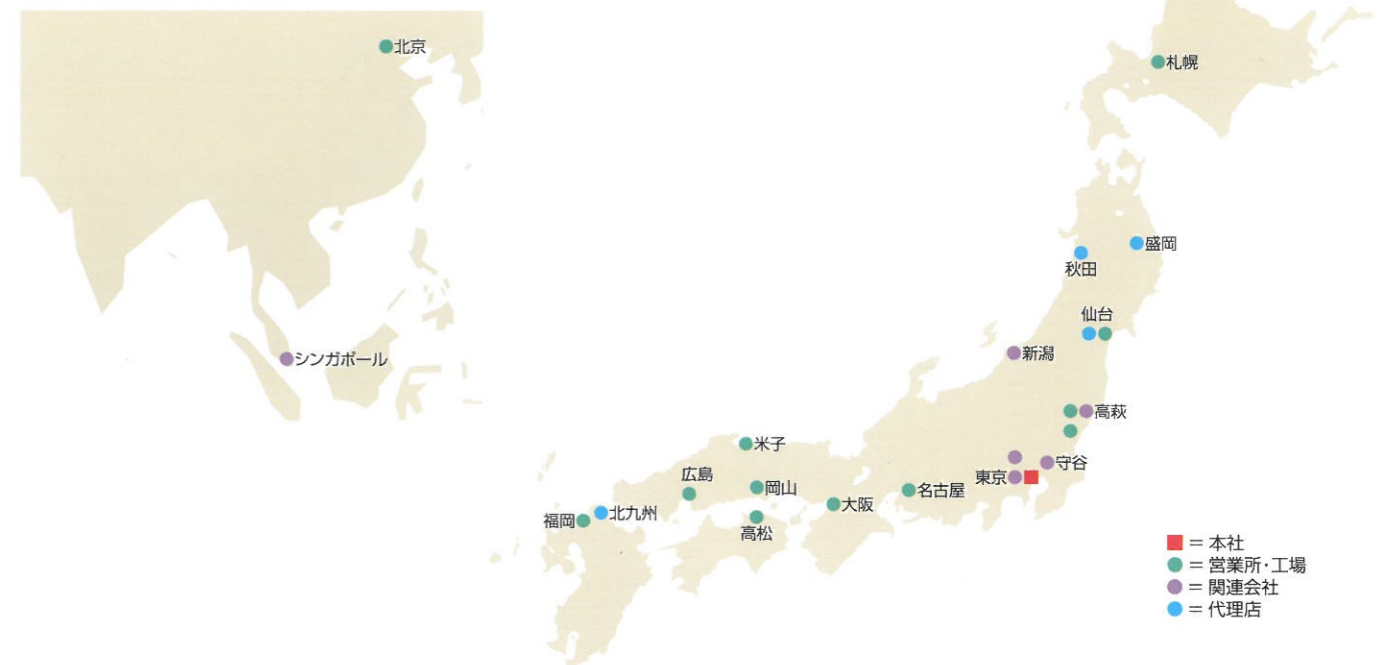 北京
札幌
盛岡
秋田
仙台
シンガポール
新潟
高萩
米子
守谷
広島
東京
岡山
名古屋
大阪
福岡
北九州
高松
= 本社
= 営業所・工場
= 関連会社
= 代理店